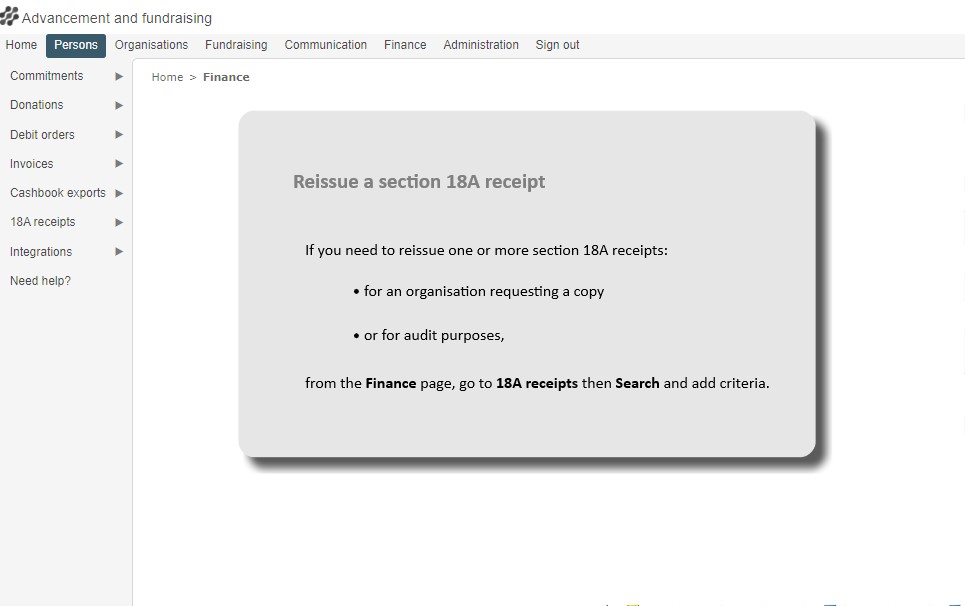 Advancement and fundraising
Home Persons Organisations Fundraising Communication Finance Administration Sign out
Commitments
Donations
Debit orders
Invoices
Cashbook exports
18A receipts
Integrations
Need help?
Home > Finance
Reissue a section 18A receipt
If you need to reissue one or more section 18A receipts:
• for an organisation requesting a copy
• or for audit purposes,
from the Finance page, go to 18A receipts then Search and add criteria.